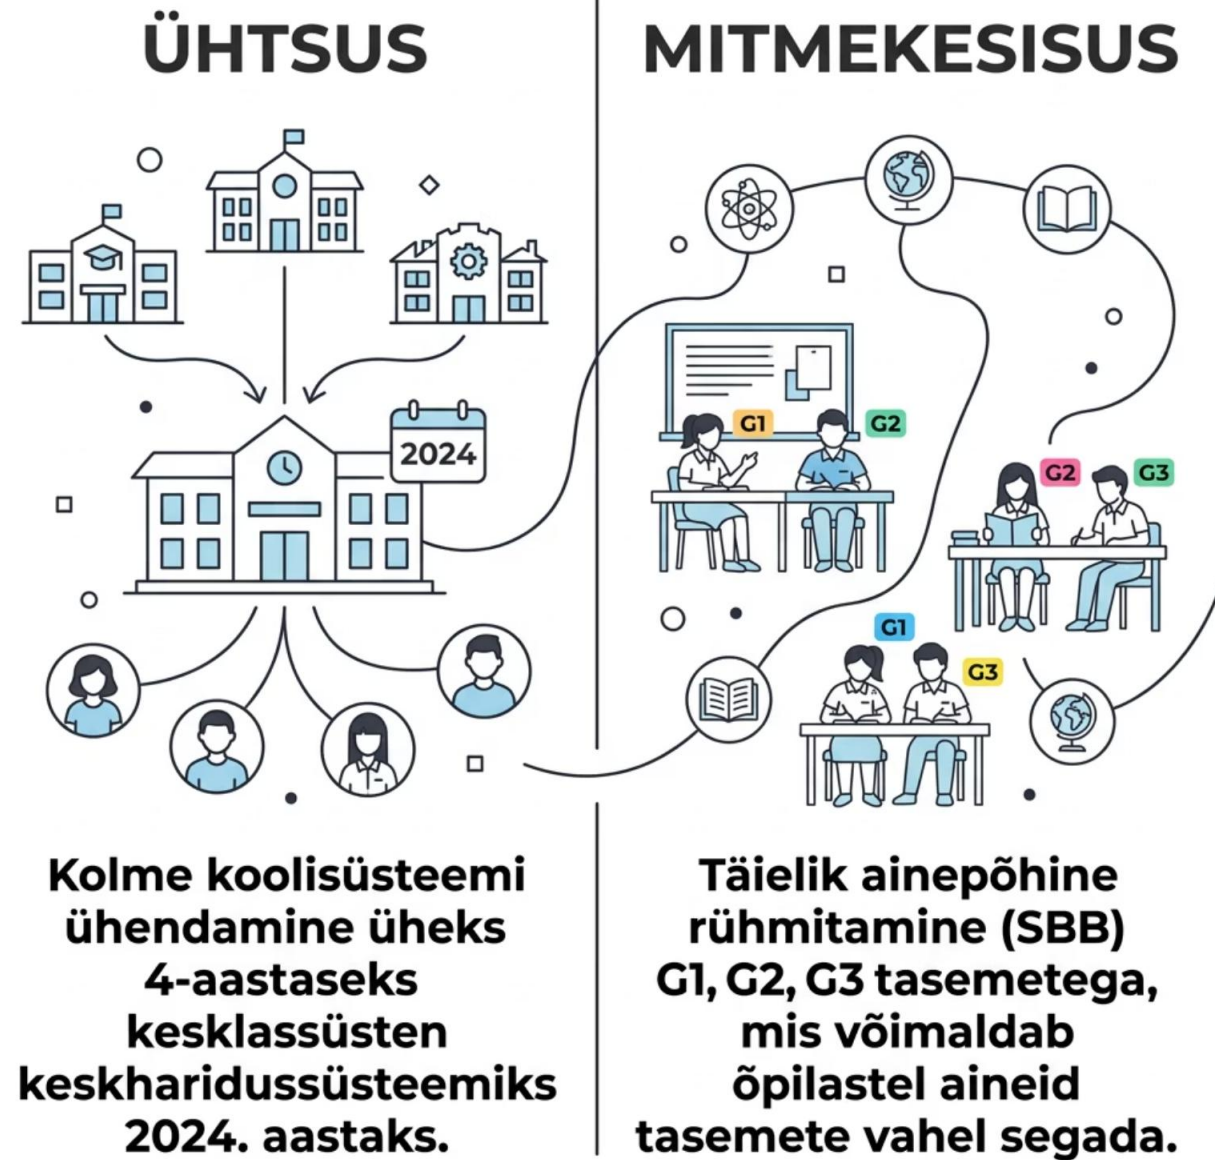 ÜHTSUS
2024
Kolme koolisüsteemi
ühendamine üheks
4-aastaseks
kesklassüsten
keskharidussüsteemiks
2024. aastaks.
MITMEKESISUS
G1
G2
G2
G3
G1
G3
Täielik ainepõhine
rühmitamine (SBB)
G1, G2, G3 tasemetega,
mis võimaldab
õpilastel aineid
tasemete vahel segada.